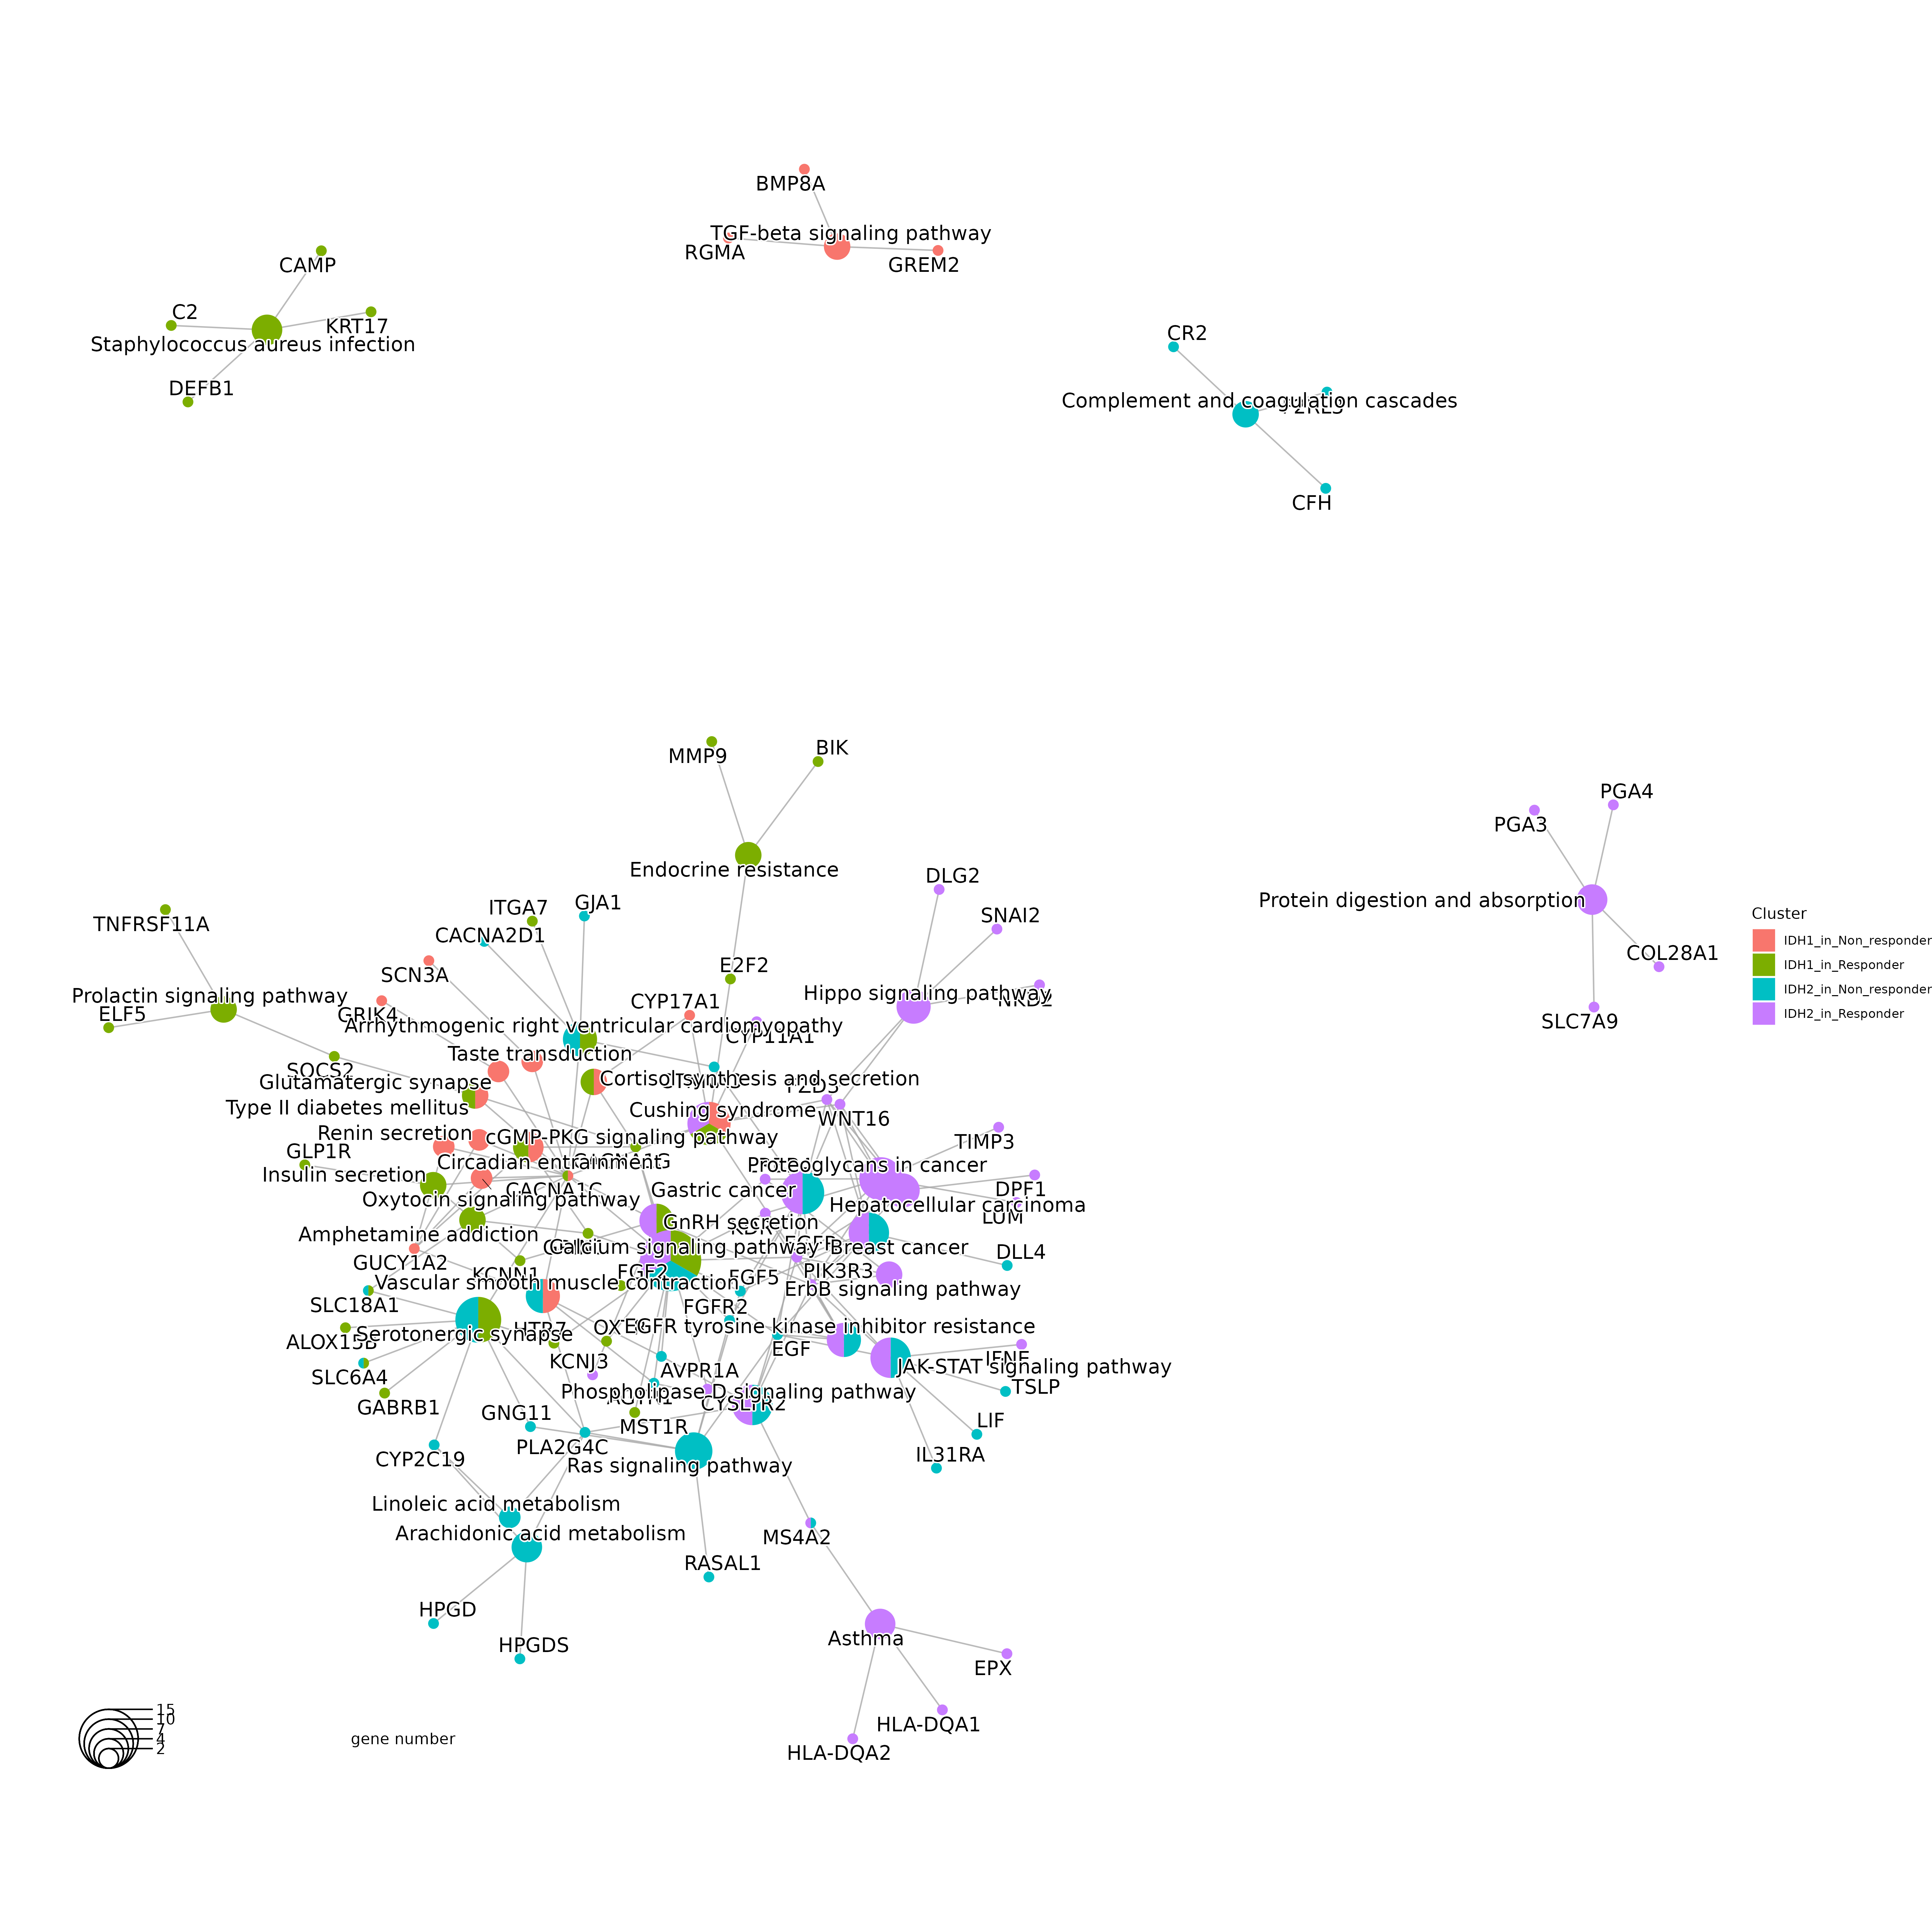 BMP8A
TGF-beta signaling pathway
RGMA
GREM2
CAMP
C2
KRT17
Staphylococcus aureus infection
DEFB1
CR2
Complement and coagulation cascades
CFH
MMP9
BIK
Endocrine resistance
PGA4
PGA3
Protein digestion and absorption
COL28A1
SLC7A9
Cluster
IDH1_in_Non_responder
IDH1_in_Responder
IDH2_in_Non_responder
IDH2_in_Responder
DLG2
SNAI2
Hippo signaling pathway
TNFRSF11A
Prolactin signaling pathway
ELF5
SOCS2
ITGA7
GJA1
CACNA2D1
SCN3A
GRIK4
E2F2
CYP17A1
Arrhythmogenic right ventricular cardiomyopathy
CYP11A1
Taste transduction
Glutamatergic synapse
Cortisol synthesis and secretion
Type II diabetes mellitus
Cushing syndrome
WNT16
Renin secretion
cGMP-PKG signaling pathway
TIMP3
GLP1R
Circadian entrainment
Insulin secretion
Proteoglycans in cancer
CACNA1C
Gastric cancer
DPF1
Oxytocin signaling pathway
Hepatocellular carcinoma
LUM
GnRH secretion
Amphetamine addiction
Calcium signaling pathway
Breast cancer
DLL4
GUCY1A2
KCNN1
FGF5
PIK3R3
Vascular smooth muscle contraction
ErbB signaling pathway
SLC18A1
FGFR2
EGFR tyrosine kinase inhibitor resistance
Serotonergic synapse
ALOX15B
EGF
KCNJ3
AVPR1A
JAK-STAT signaling pathway
SLC6A4
TSLP
Phospholipase D signaling pathway
GABRB1
CYSLTR2
GNG11
MST1R
LIF
PLA2G4C
IL31RA
CYP2C19
Ras signaling pathway
Linoleic acid metabolism
Arachidonic acid metabolism
MS4A2
RASAL1
HPGD
HPGDS
Asthma
EPX
HLA-DQA1
HLA-DQA2
15
10
7
4
2
gene number